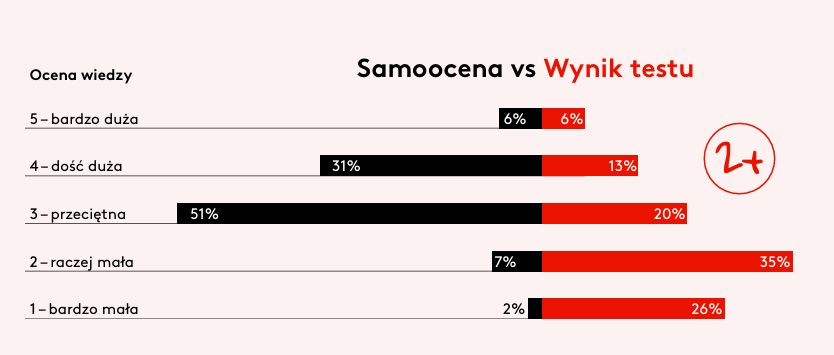 Samoocena vs Wynik testu
Ocena wiedzy
5 – bardzo duża 6% 6%
4 – dość duża 31% 13%
2+
3 – przeciętna 51% 20%
2 – raczej mała 7% 35%
1 – bardzo mała 2% 26%